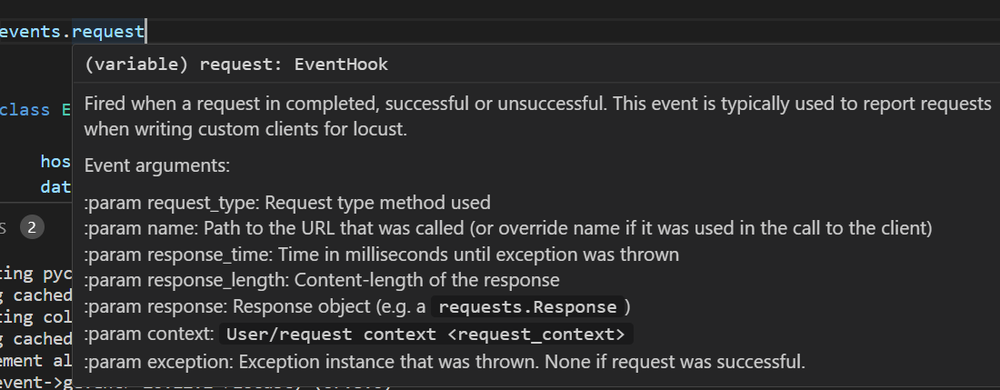 events.request
(variable) request: EventHook
Fired when a request in completed, successful or unsuccessful. This event is typically used to report requests
when writing custom clients for locust.
class E
Event arguments:
hos
dat
:param request_type: Request type method used
:param name: Path to the URL that was called (or override name if it was used in the call to the client)
S 2
:param response_time: Time in milliseconds until exception was thrown
ting pyc
:param response_length: Content-length of the response
g cached
:param response: Response object (e.g. a requests.Response )
ting col
:param context: User/request context <request_context>
g cached
:param exception: Exception instance that was thrown. None if request was successful.
ement al
event->g